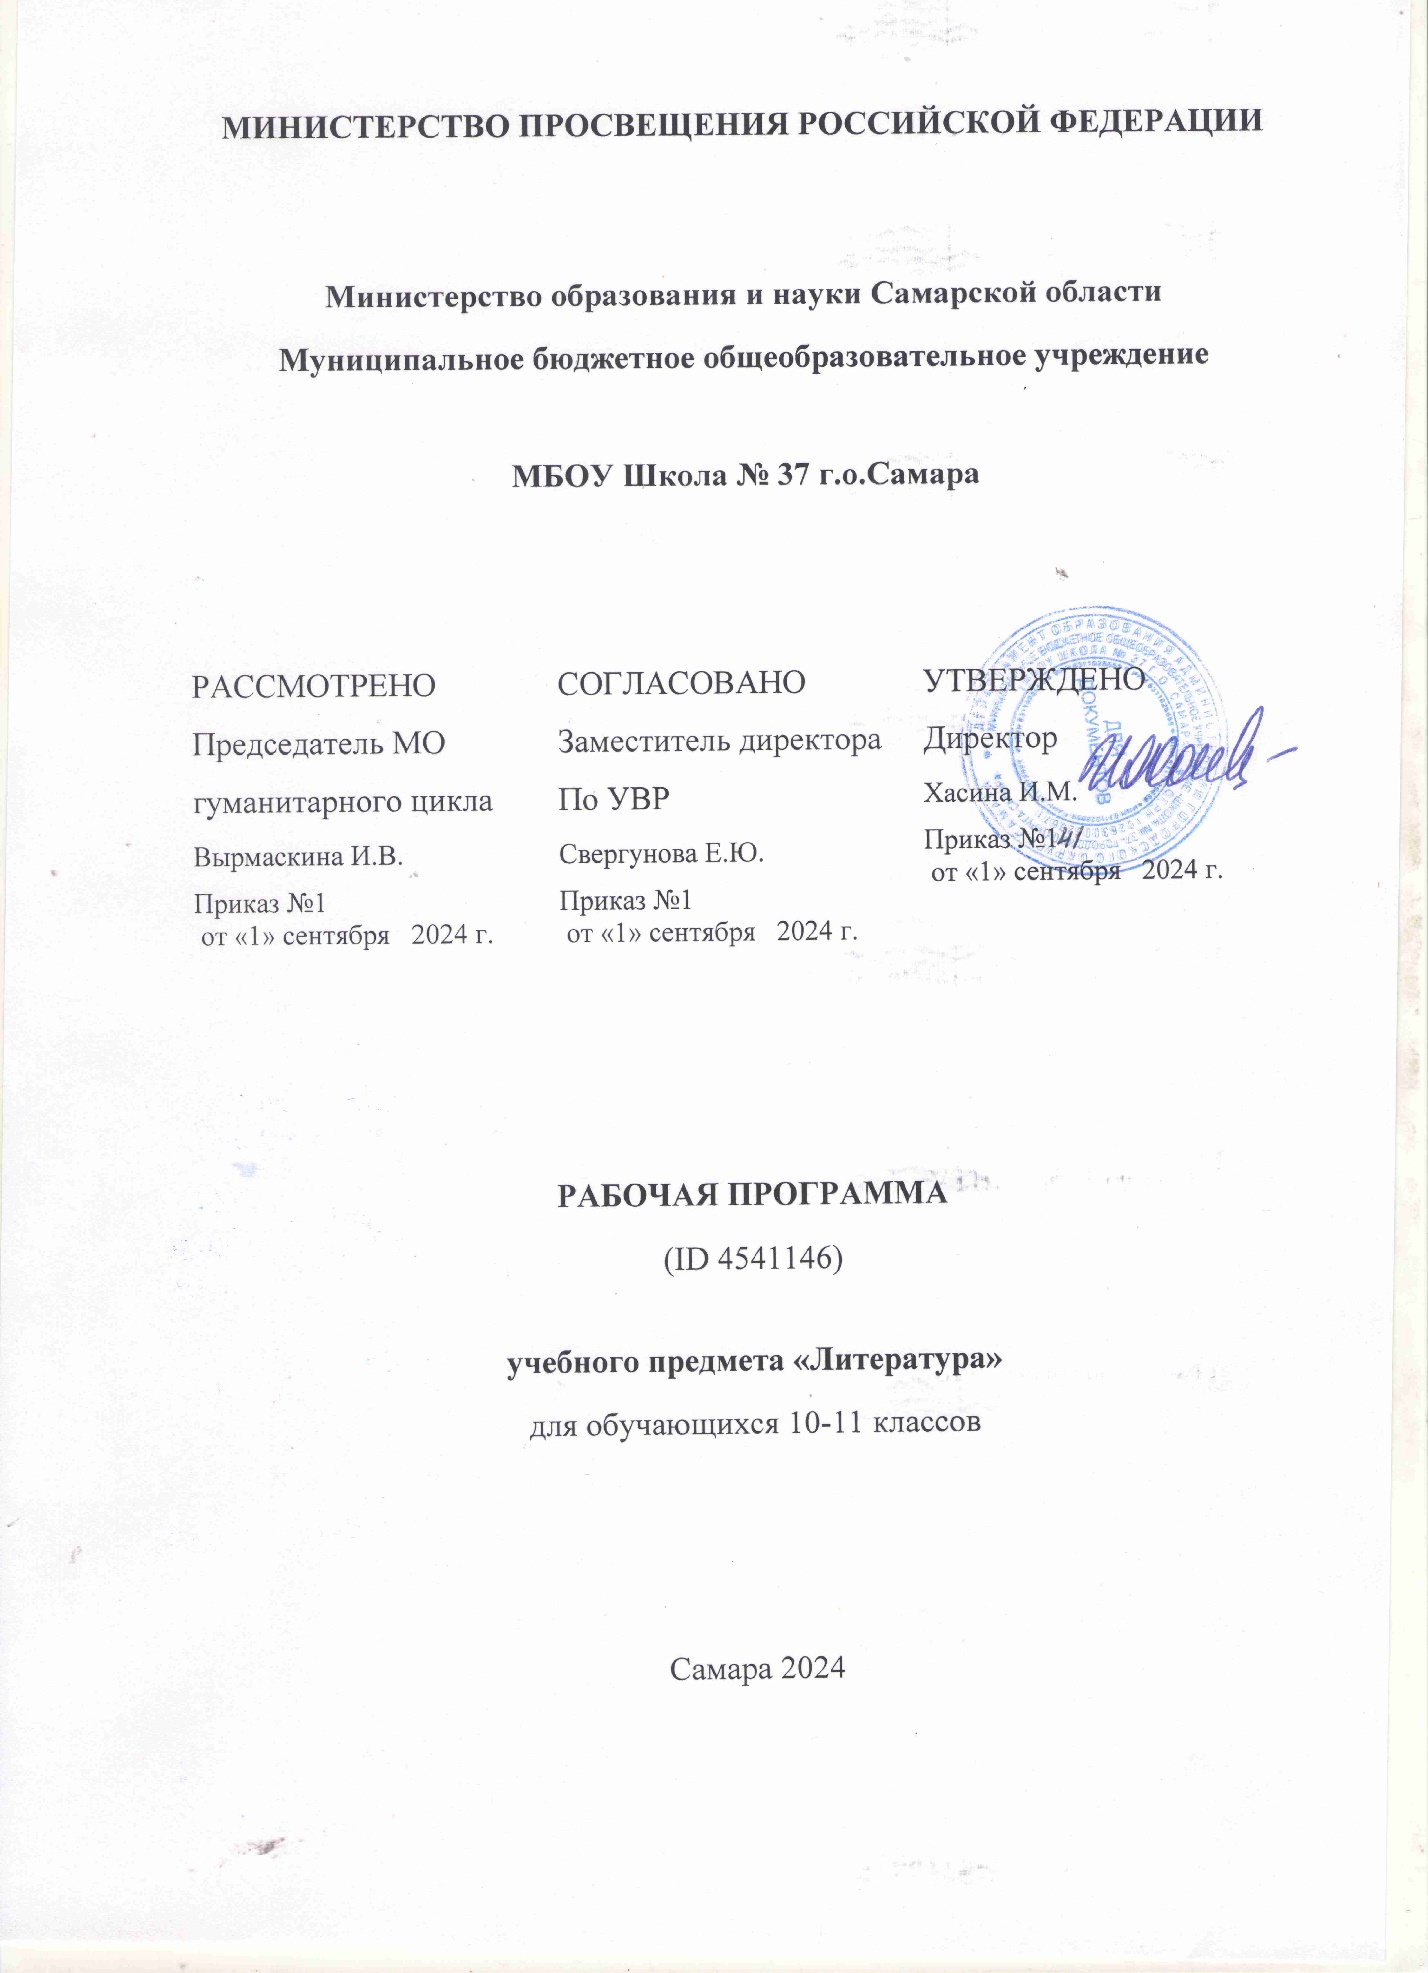 МИНИСТЕРСТВО ПРОСВЕЩЕНИЯ РОССИЙСКОЙ ФЕДЕРАЦИИ
Министерство образования и науки Самарской области
Муниципальное бюджетное общеобразовательное учреждение
МБОУ Школа № 37 г.о.Самара
РАССМОТРЕНО
Председатель МО
гуманитарного цикла
Вырмаскина И.В.
Приказ №1
от «1» сентября 2024 г.
СОГЛАСОВАНО
Заместитель директора
По УВР
Свергунова Е.Ю.
Приказ №1
от «1» сентября 2024 г.
УТВЕРЖДЕНО
Директор
Хасина И.М.
Приказ №141
от «1» сентября 2024 г.
РАБОЧАЯ ПРОГРАММА
(ID 4541146)
учебного предмета «Литература»
для обучающихся 10-11 классов
Самара 2024